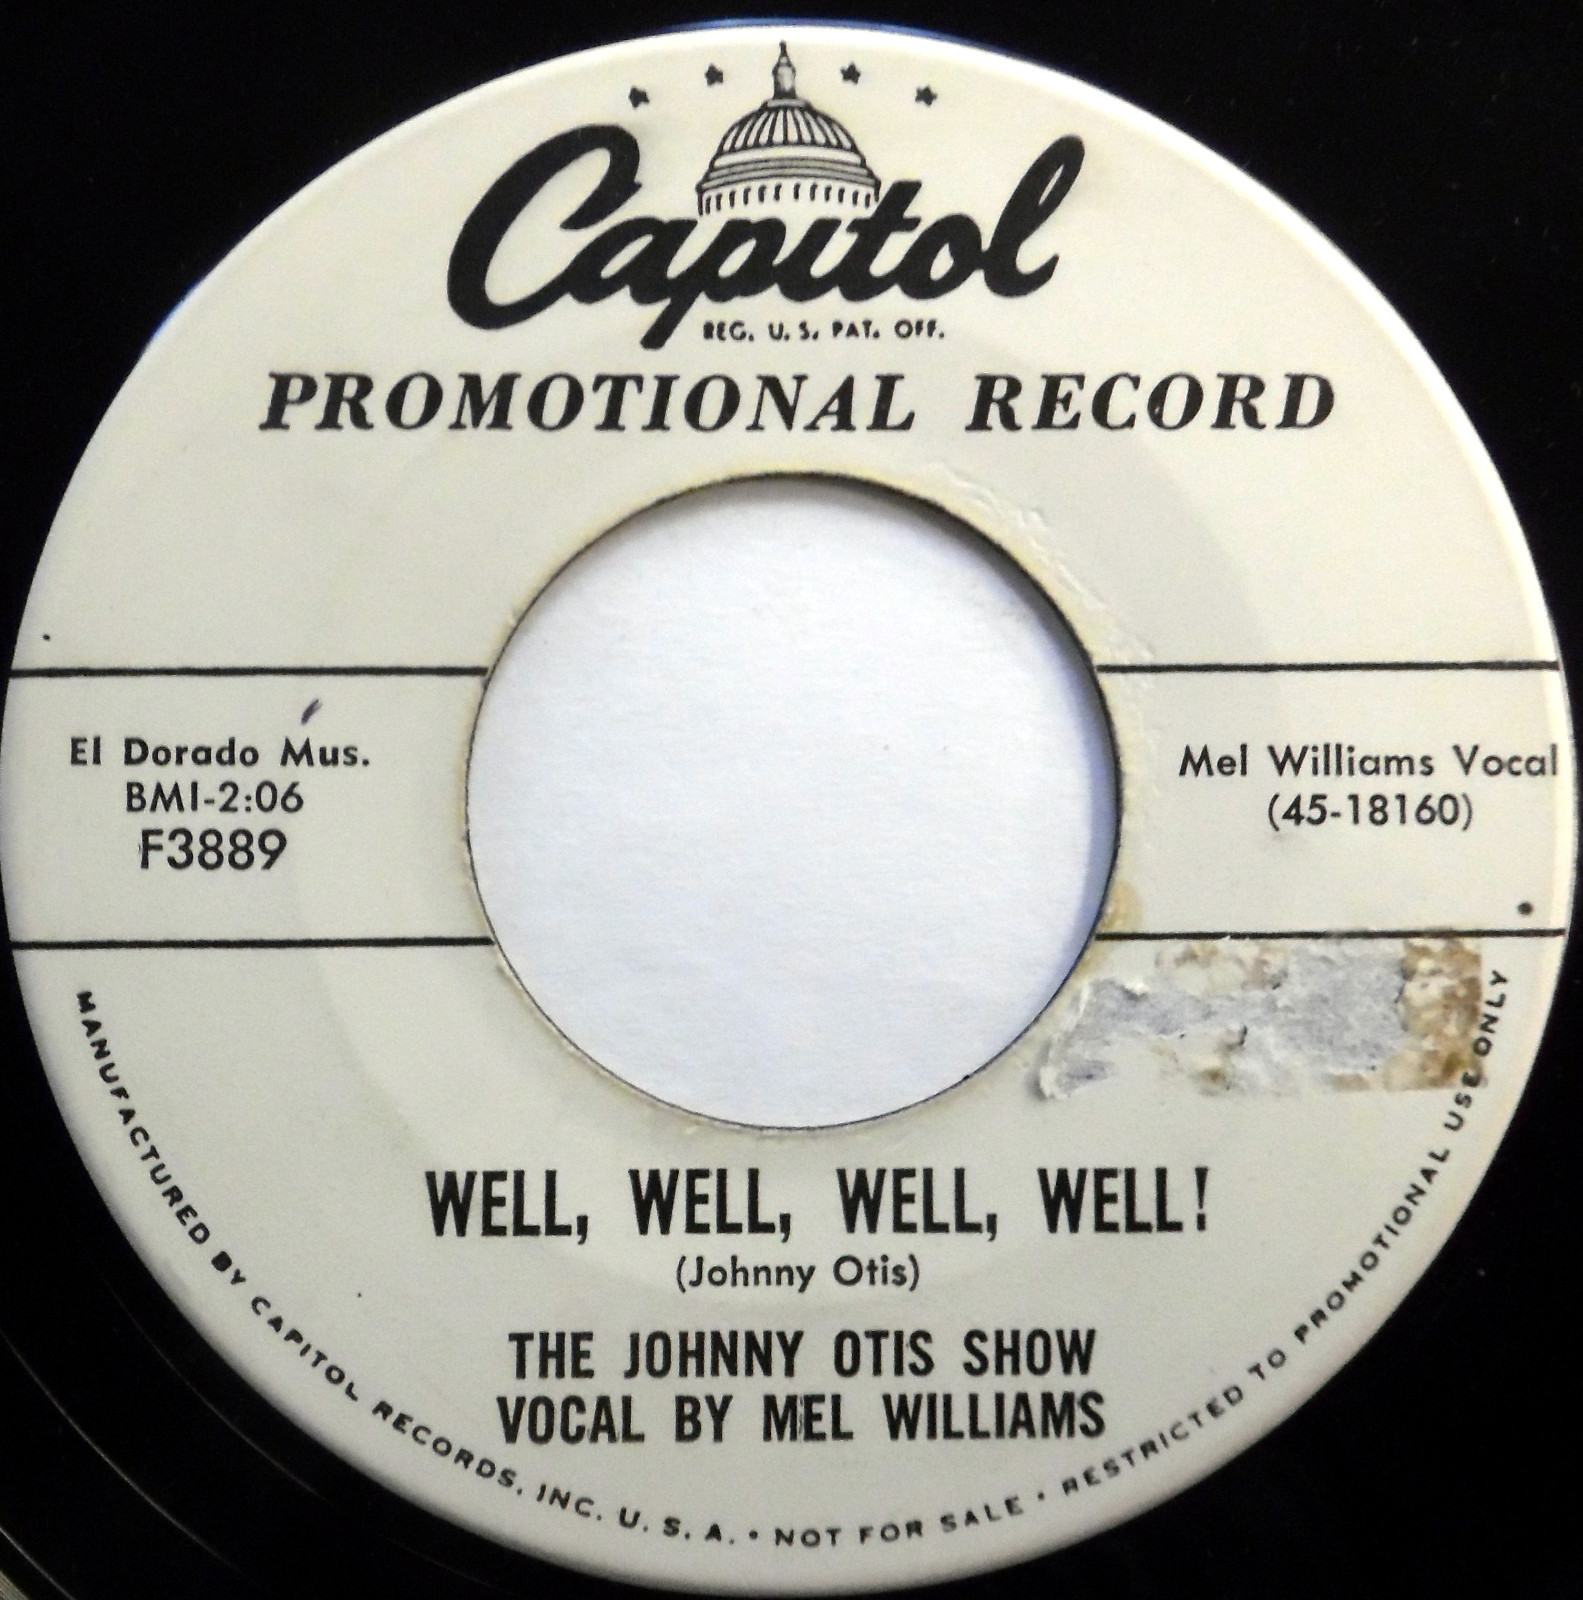 Capitol
REG. U. S. PAT. OFF.
PROMOTIONAL RECORD
El Dorado Mus.
BMI-2:06
F3889
Mel Williams Vocal
(45-18160)
WELL, WELL, WELL, WELL!
(Johnny Otis)
THE JOHNNY OTIS SHOW
VOCAL BY MEL WILLIAMS
MANUFACTURED BY CAPITOL RECORDS, INC. U. S. A. • NOT FOR SALE • RESTRICTED TO PROMOTIONAL USE ONLY